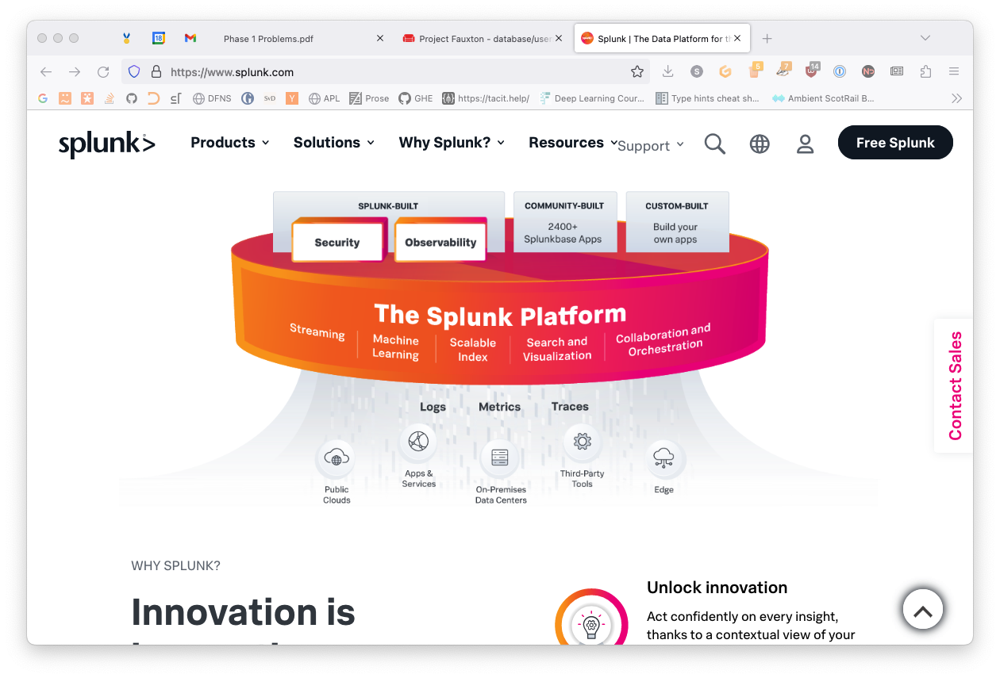 18
Phase 1 Problems.pdf
Project Fauxton - database/user
Splunk | The Data Platform for th
https://www.splunk.com
S
5
7
14
G
DFNS
SvD
Y
APL
Prose
GHE
https://tacit.help/
Deep Learning Cour...
Type hints cheat sh...
Ambient ScotRail B...
splunk>
Products
Solutions
Why Splunk?
Resources
Support
Free Splunk
SPLUNK-BUILT
Security
Observability
COMMUNITY-BUILT
2400+
Splunkbase Apps
CUSTOM-BUILT
Build your
own apps
The Splunk Platform
Streaming
Machine
Learning
Scalable
Index
Search and
Visualization
Collaboration and
Orchestration
Contact Sales
Logs
Metrics
Traces
Public
Clouds
Apps &
Services
On-Premises
Data Centers
Third-Party
Tools
Edge
WHY SPLUNK?
Innovation is
Unlock innovation
Act confidently on every insight,
thanks to a contextual view of your